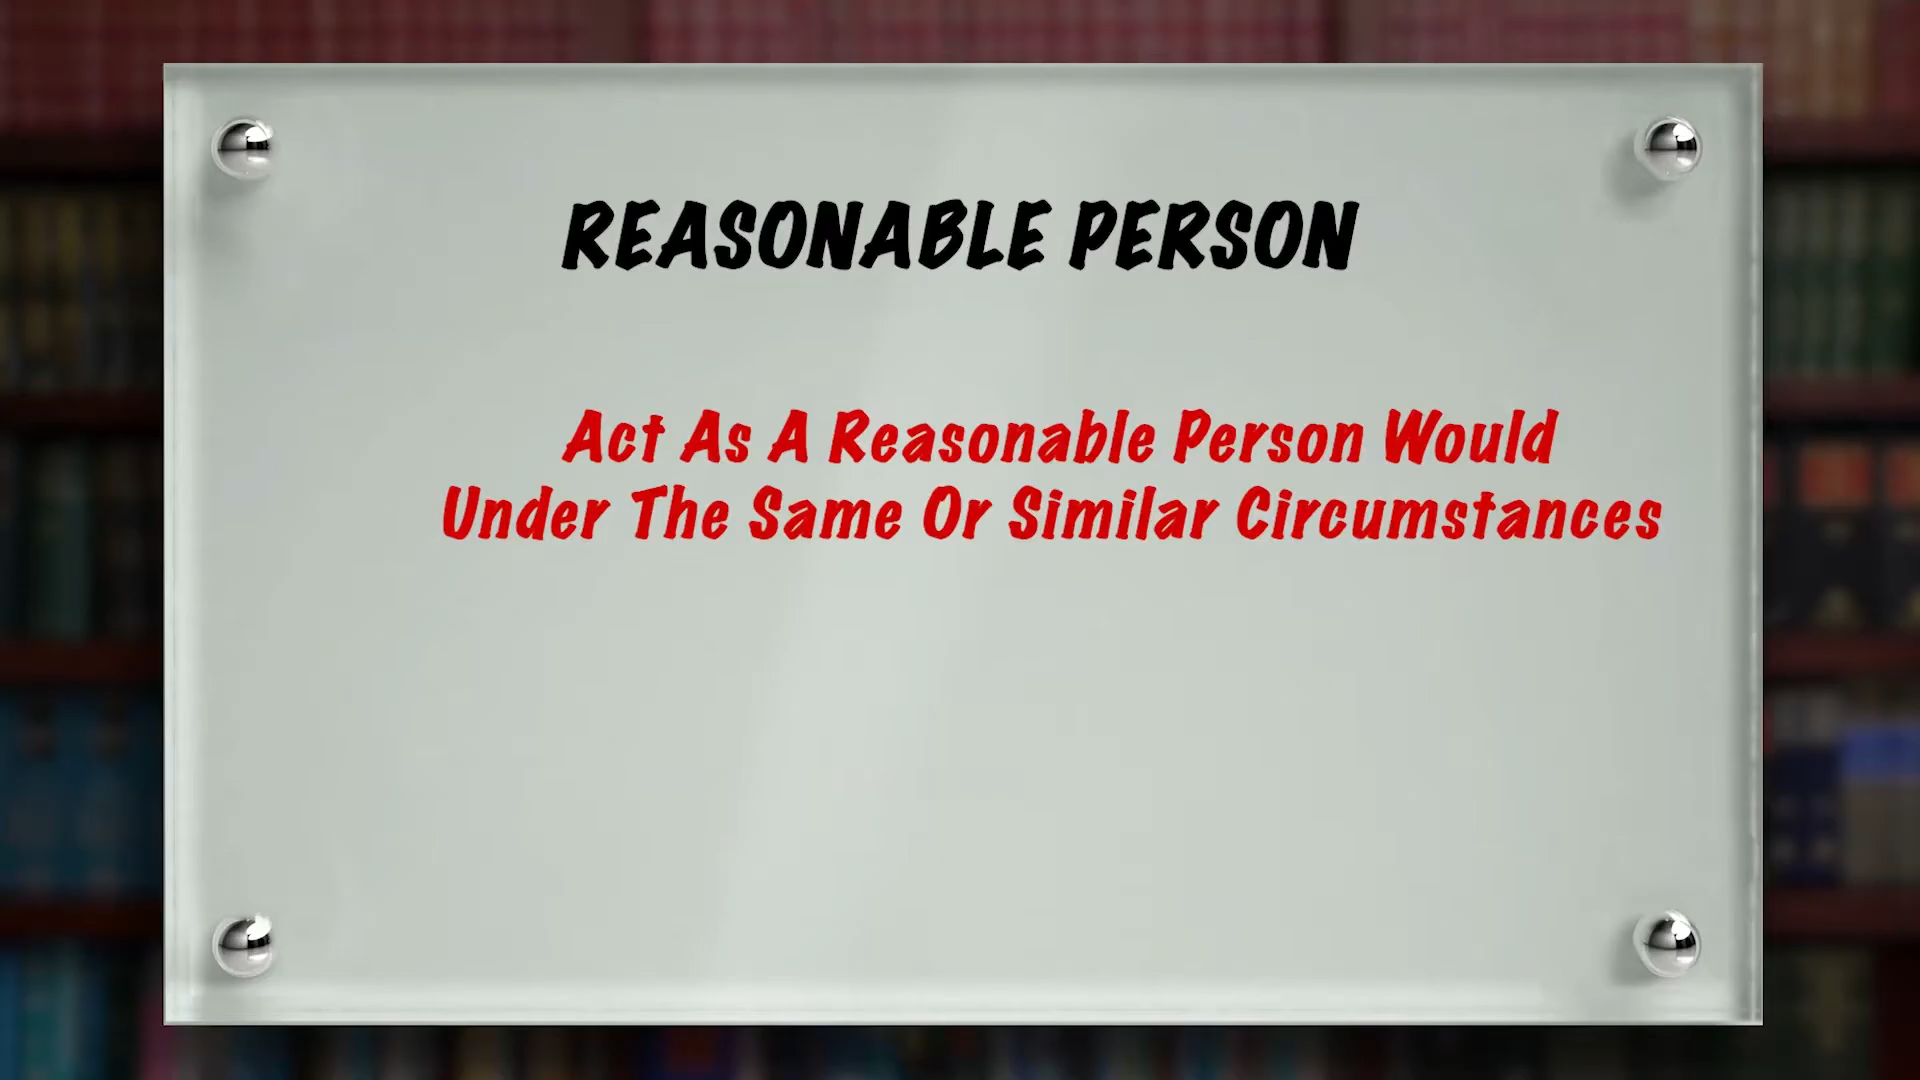 REASONABLE PERSON
Act As A Reasonable Person Would
Under The Same Or Similar Circumstances